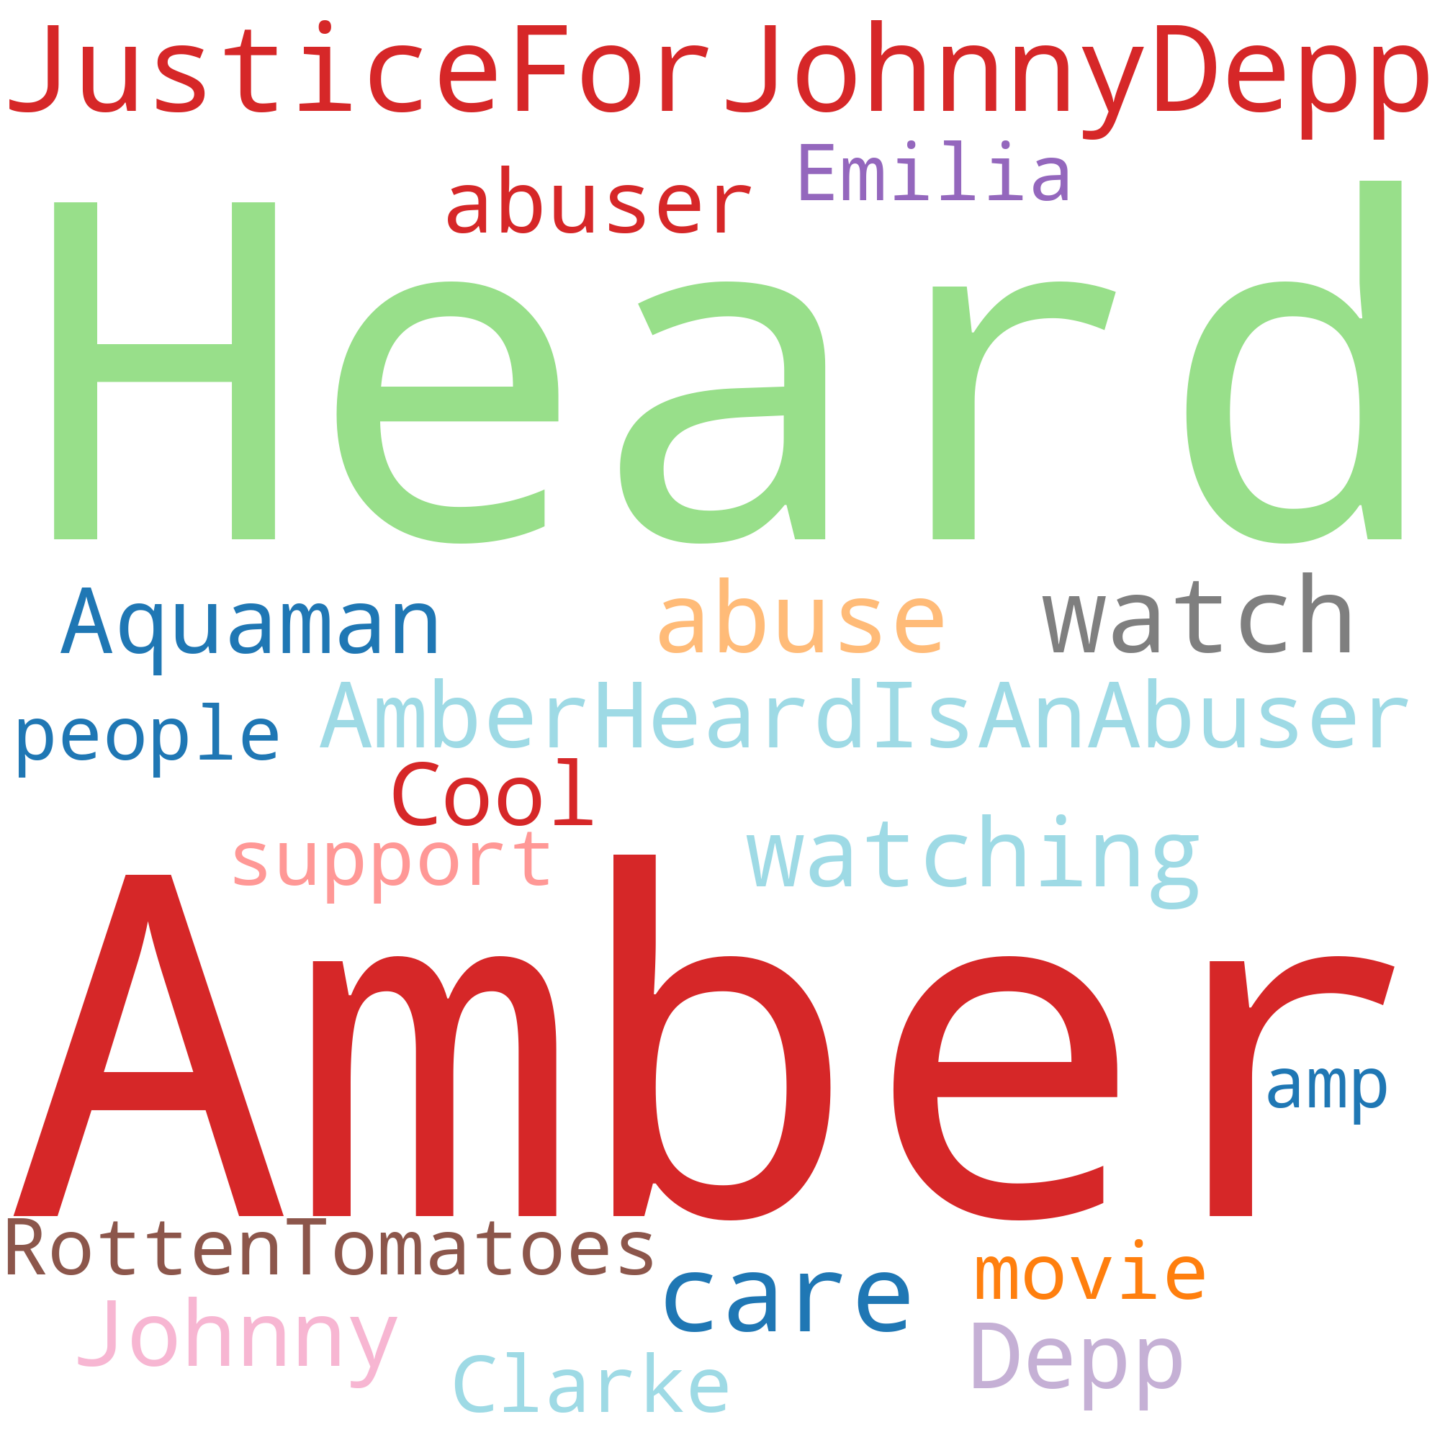 JusticeForJohnnyDepp
abuser Emilia
Heard
Aquaman abuse watch
people AmberHeardIsAnAbuser
Cool
support watching
Amber
amp
RottenTomatoes care movie
Johnny Clarke Depp